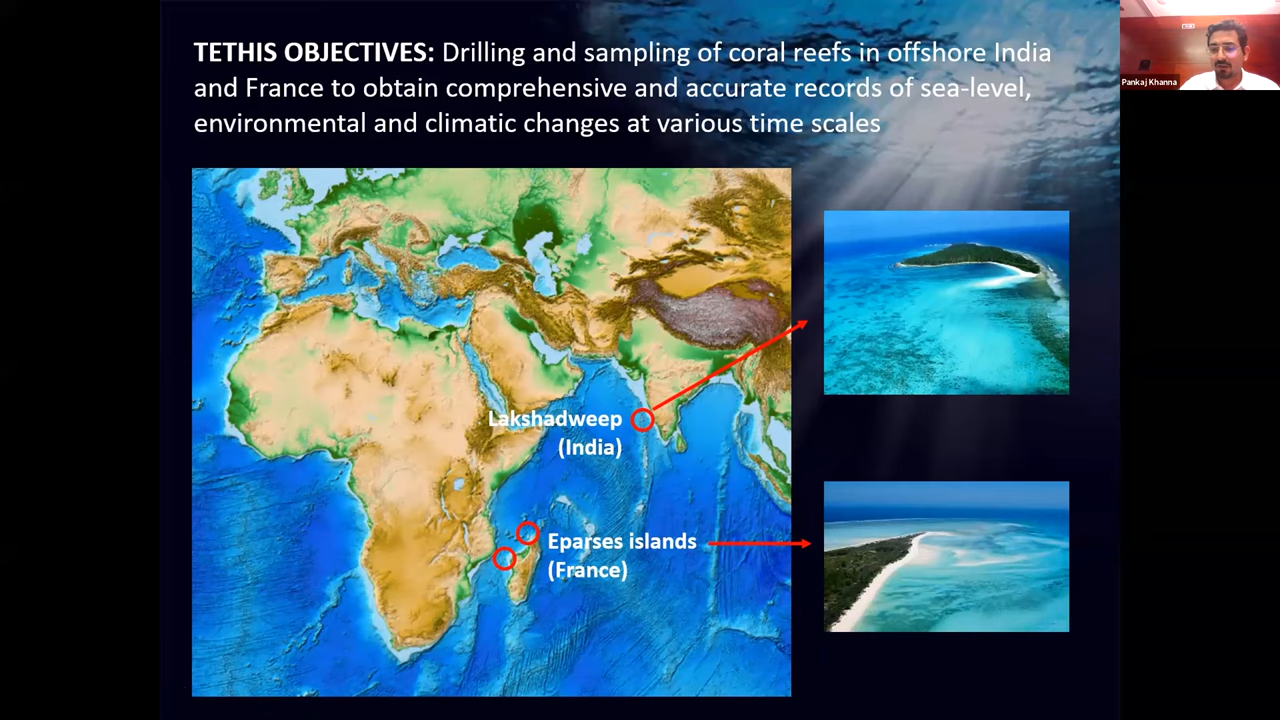 TETHIS OBJECTIVES: Drilling and sampling of coral reefs in offshore India
and France to obtain comprehensive and accurate records of sea-level,
environmental and climatic changes at various time scales
Pankaj Khanna
Lakshadweep
(India)
Eparses islands
(France)